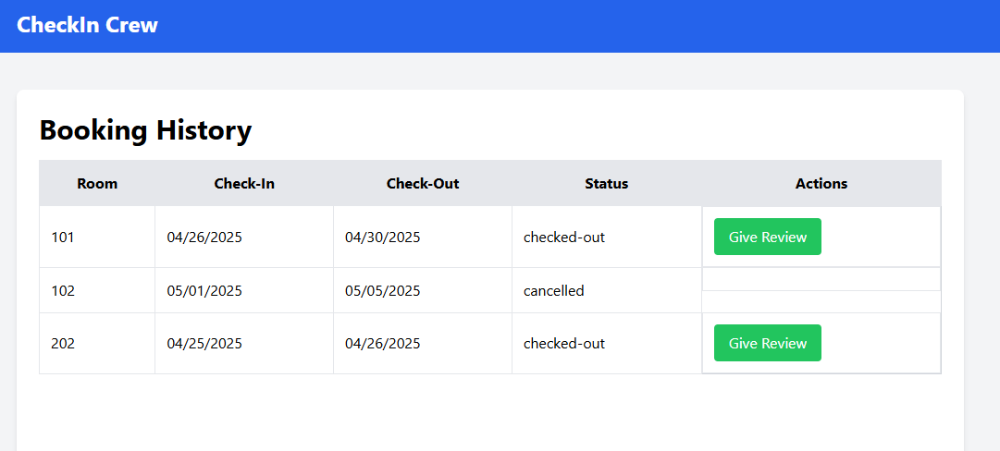 CheckIn Crew
Booking History
Room Check-In Check-Out Status Actions
101 04/26/2025 04/30/2025 checked-out Give Review
102 05/01/2025 05/05/2025 cancelled
202 04/25/2025 04/26/2025 checked-out Give Review